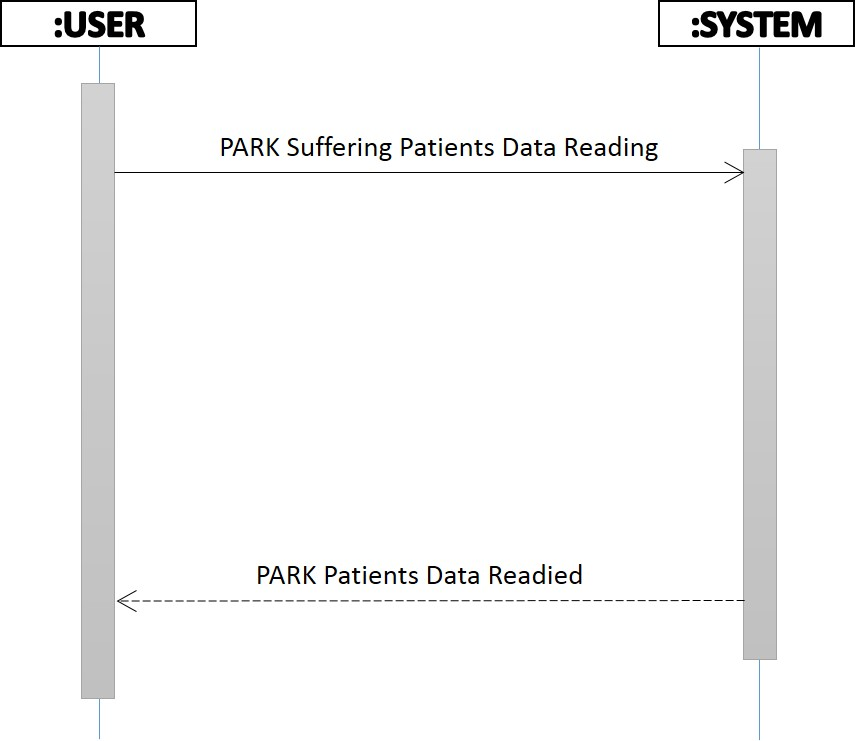 :USER
:SYSTEM
PARK Suffering Patients Data Reading
PARK Patients Data Readied